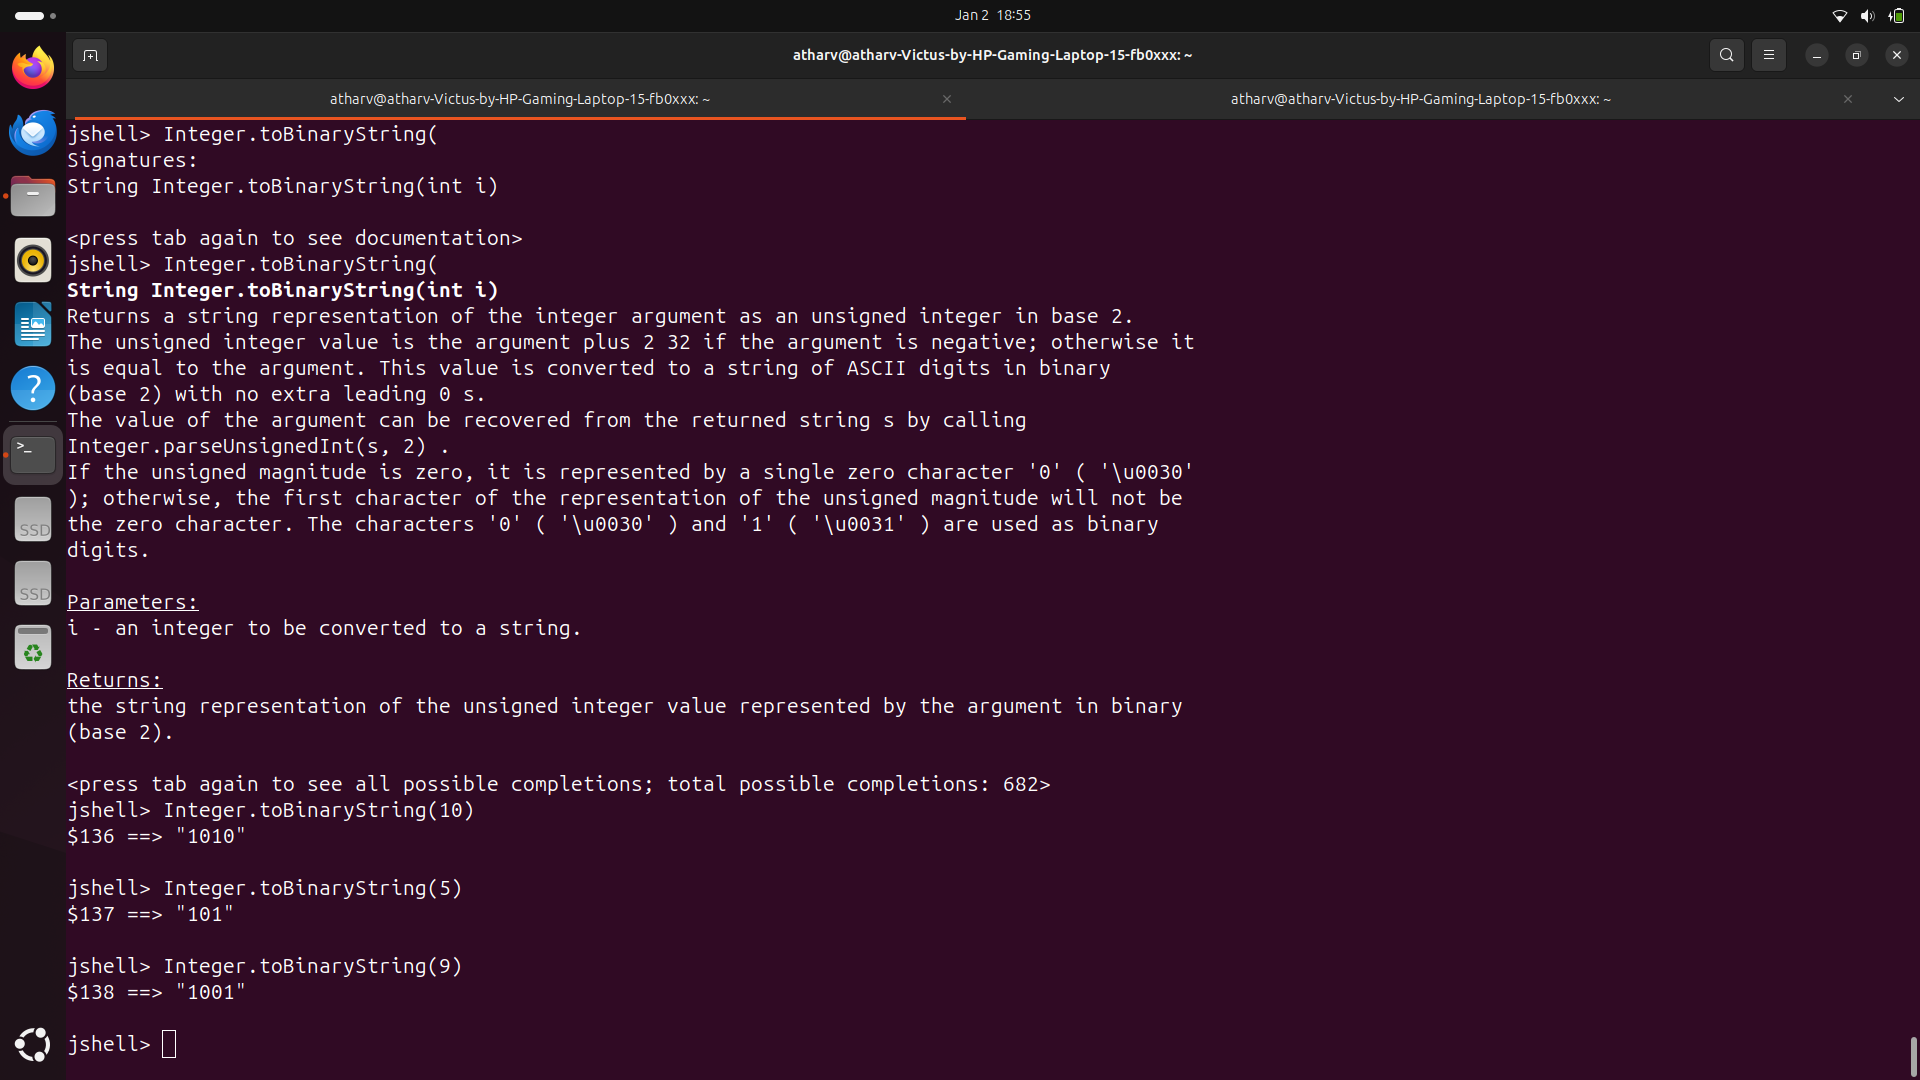 Jan 2 18:55
atharv@atharv-Victus-by-HP-Gaming-Laptop-15-fb0xxx: ~
atharv@atharv-Victus-by-HP-Gaming-Laptop-15-fb0xxx: ~
atharv@atharv-Victus-by-HP-Gaming-Laptop-15-fb0xxx: ~
jshell> Integer.toBinaryString(
Signatures:
String Integer.toBinaryString(int i)
<press tab again to see documentation>
jshell> Integer.toBinaryString(
String Integer.toBinaryString(int i)
Returns a string representation of the integer argument as an unsigned integer in base 2.
The unsigned integer value is the argument plus 2 32 if the argument is negative; otherwise it
is equal to the argument. This value is converted to a string of ASCII digits in binary
(base 2) with no extra leading 0 s.
The value of the argument can be recovered from the returned string s by calling
Integer.parseUnsignedInt(s, 2) .
If the unsigned magnitude is zero, it is represented by a single zero character '0' ( '\u0030'
); otherwise, the first character of the representation of the unsigned magnitude will not be
the zero character. The characters '0' ( '\u0030' ) and '1' ( '\u0031' ) are used as binary
digits.
Parameters:
i - an integer to be converted to a string.
Returns:
the string representation of the unsigned integer value represented by the argument in binary
(base 2).
<press tab again to see all possible completions; total possible completions: 682>
jshell> Integer.toBinaryString(10)
$136 ==> "1010"
jshell> Integer.toBinaryString(5)
$137 ==> "101"
jshell> Integer.toBinaryString(9)
$138 ==> "1001"
jshell>
?
>_
SSD
SSD